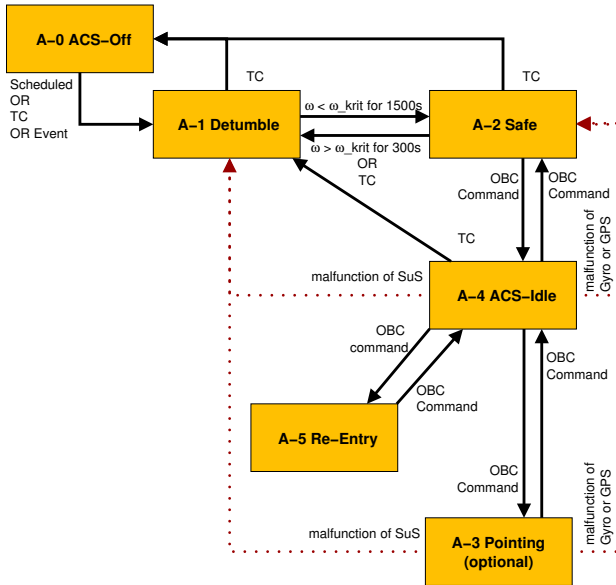 A-0 ACS-Off
Scheduled
OR
TC
OR Event
TC
TC
A-1 Detumble
ω < ω_krit for 1500s
A-2 Safe
ω > ω_krit for 300s
OR
TC
OBC
Command
OBC
Command
TC
malfunction of
Gyro or GPS
malfunction of SuS
A-4 ACS-Idle
OBC
command
OBC
Command
OBC
Command
A-5 Re-Entry
OBC
Command
malfunction of
Gyro or GPS
malfunction of SuS
A-3 Pointing
(optional)